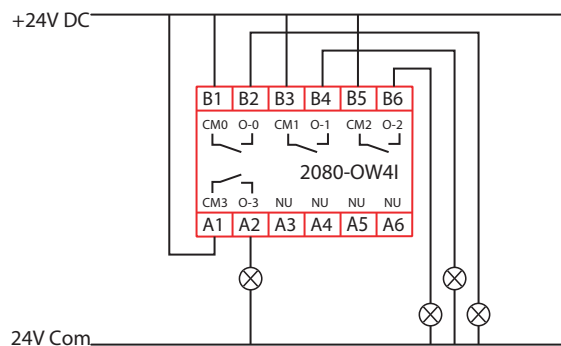 +24V DC
B1 B2 B3 B4 B5 B6
CM0 O-0 CM1 O-1 CM2 O-2
2080-OW4I
CM3 O-3 NU NU NU NU
A1 A2 A3 A4 A5 A6
24V Com